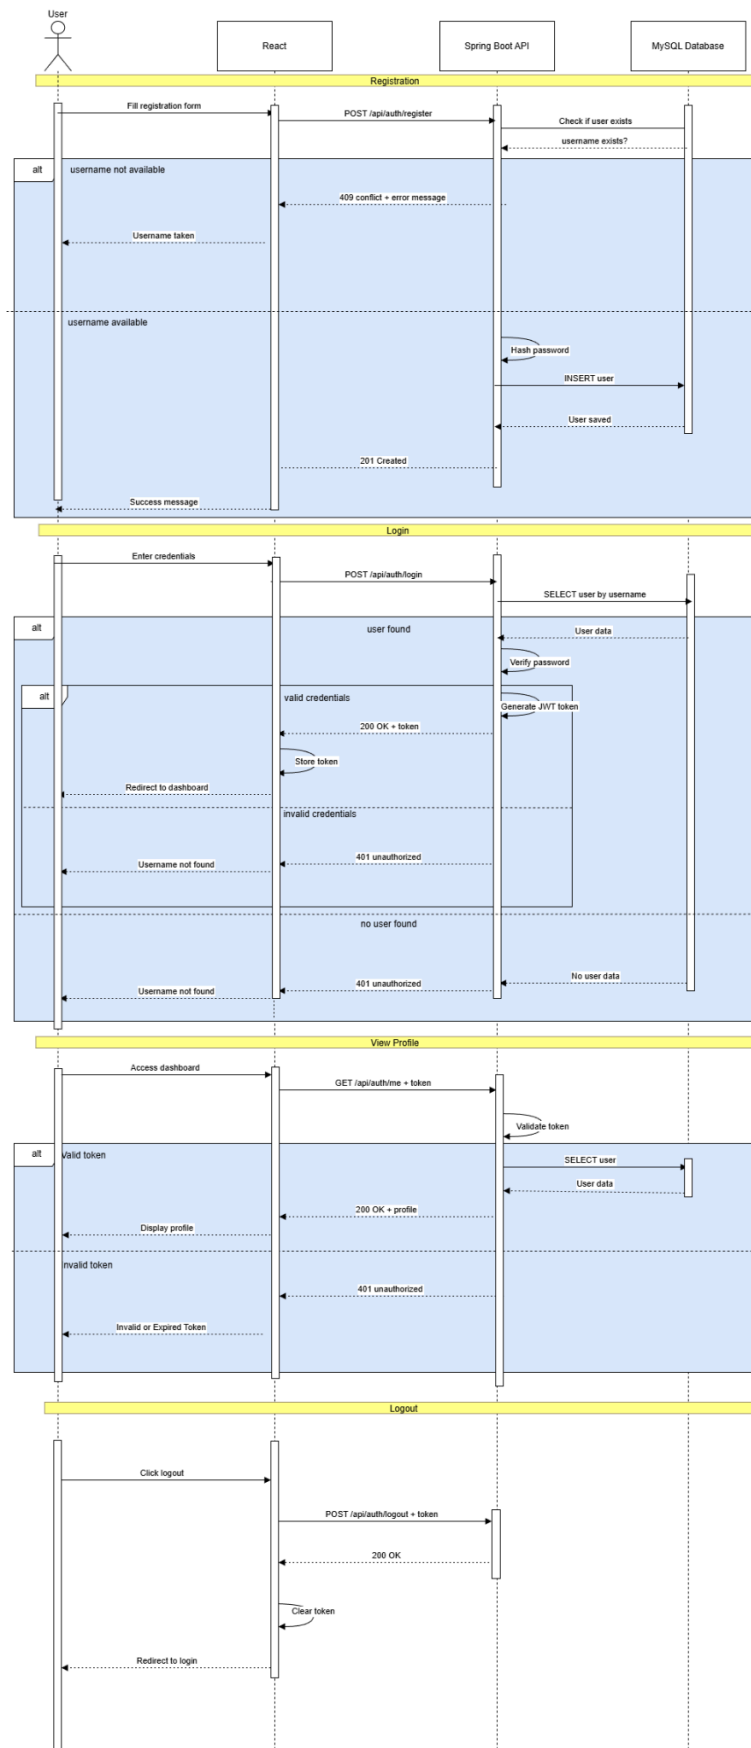 User
React
Spring Boot API
MySQL Database
Registration
Fill registration form
POST /api/auth/register
Check if user exists
username exists?
alt
username not available
409 conflict + error message
Username taken
username available
Hash password
INSERT user
User saved
201 Created
Success message
Login
Enter credentials
POST /api/auth/login
SELECT user by username
alt
user found
User data
Verify password
alt
valid credentials
Generate JWT token
200 OK + token
Store token
Redirect to dashboard
invalid credentials
401 unauthorized
Username not found
no user found
No user data
401 unauthorized
Username not found
View Profile
Access dashboard
GET /api/auth/me + token
Validate token
alt
Valid token
SELECT user
User data
200 OK + profile
Display profile
nvalid token
401 unauthorized
Invalid or Expired Token
Logout
Click logout
POST /api/auth/logout + token
200 OK
Clear token
Redirect to login